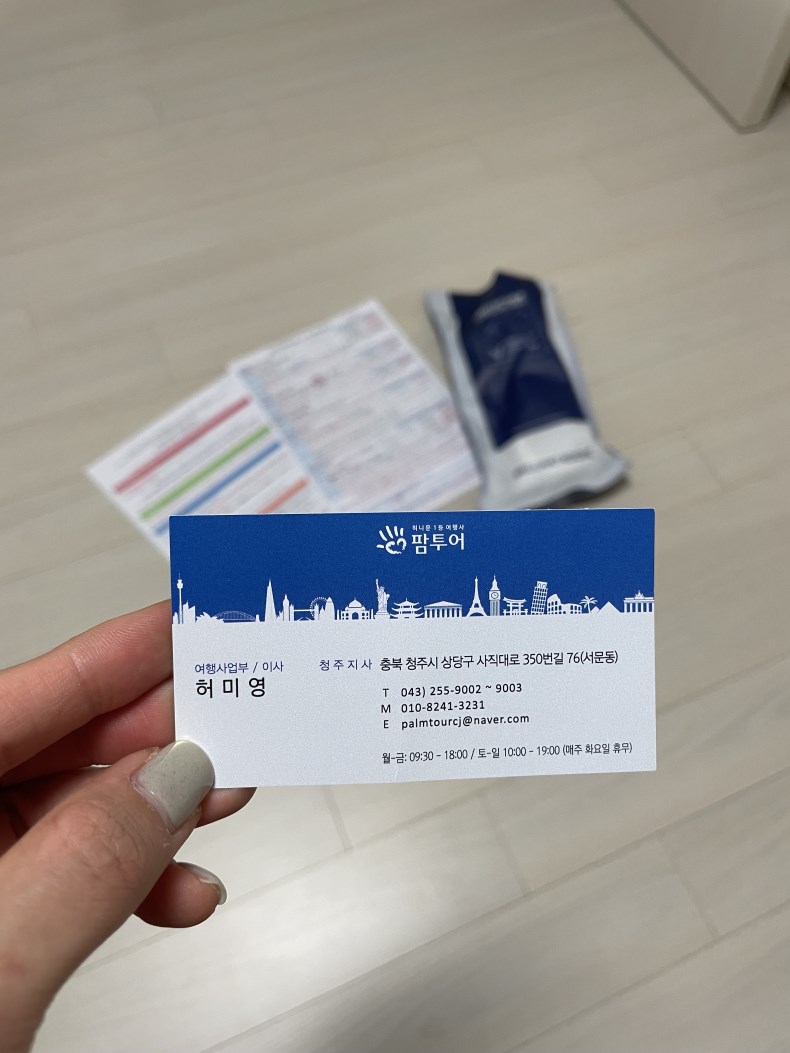 허니문 1등 여행사
팜투어
여행사업부 / 이사
허 미 영
청 주 지 사 충북 청주시 상당구 사직대로 350번길 76(서문동)
T 043) 255-9002 ~ 9003
M 010-8241-3231
E palmtourcj@naver.com
월-금: 09:30 - 18:00 / 토-일 10:00 - 19:00 (매주 화요일 휴무)